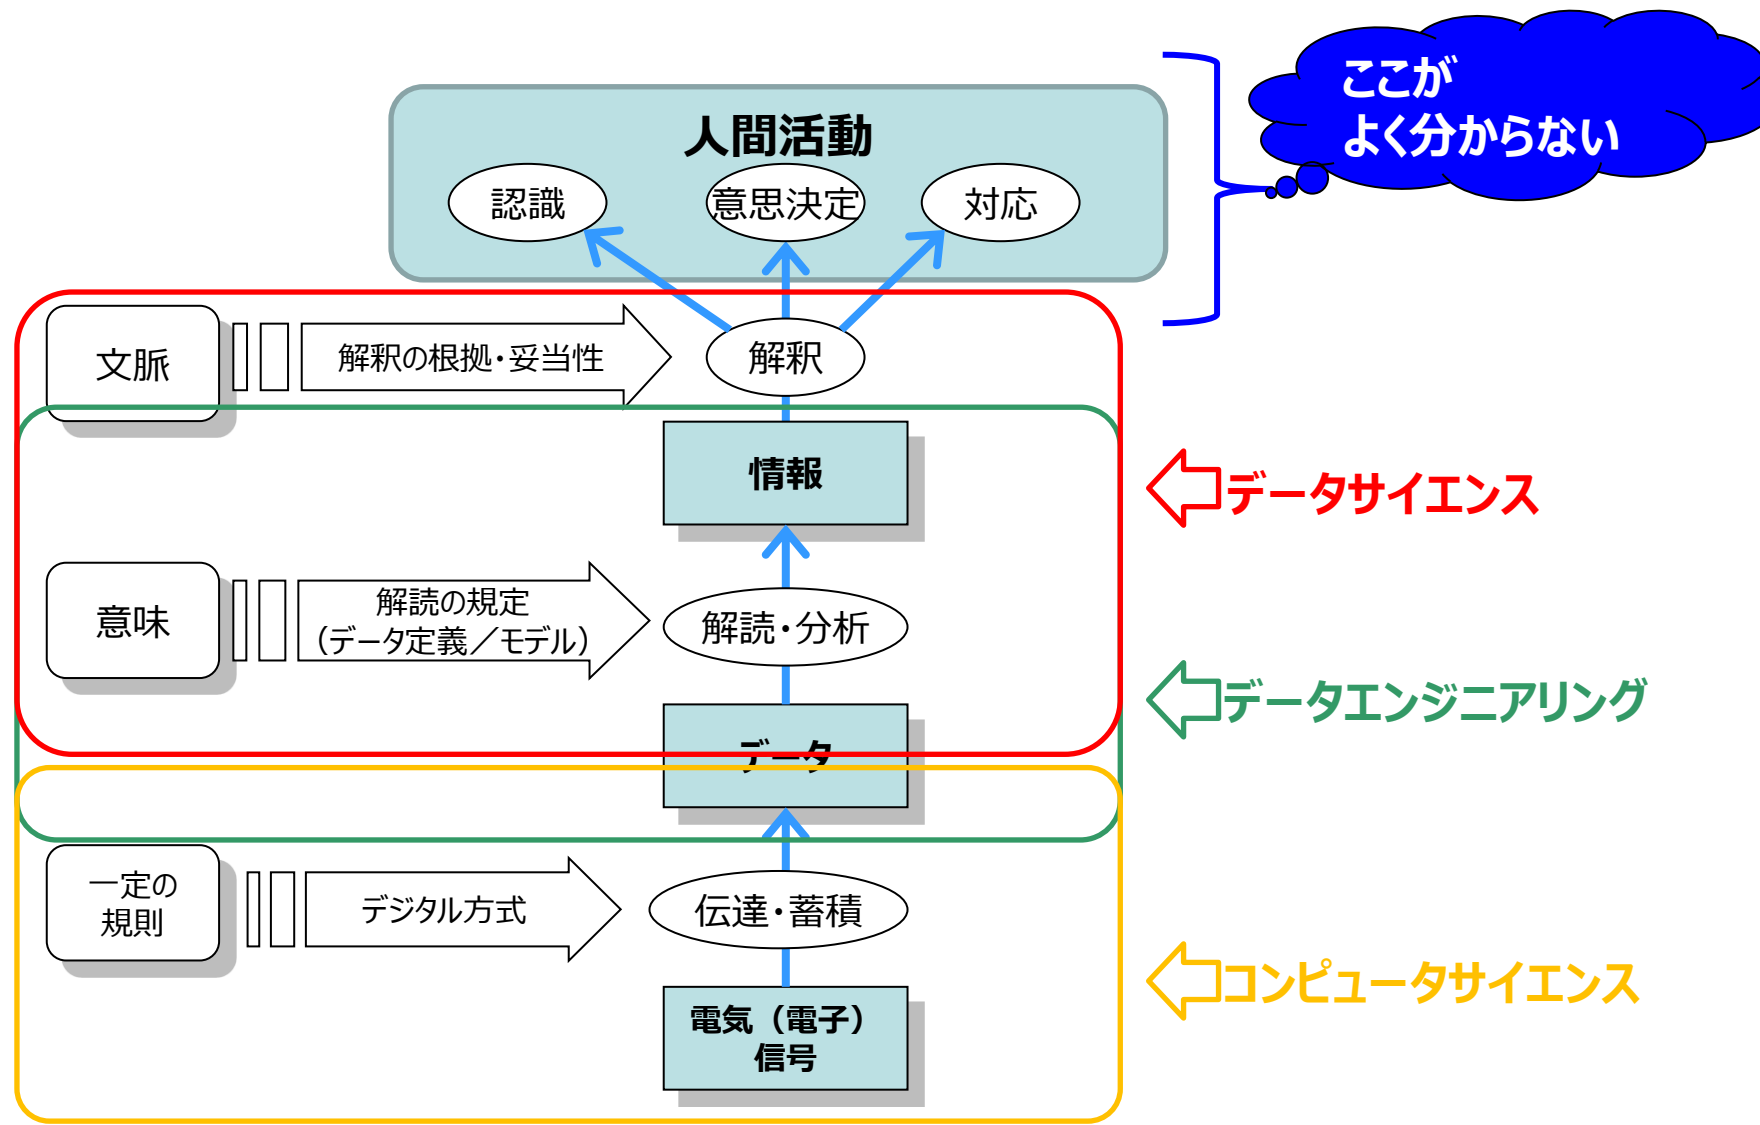 ここが
よく分からない
人間活動
認識
意思決定
対応
文脈
解釈の根拠・妥当性
解釈
情報
データサイエンス
意味
解読の規定
（データ定義／モデル）
解読・分析
データエンジニアリング
データ
一定の
規則
デジタル方式
伝達・蓄積
コンピュータサイエンス
電気（電子）
信号